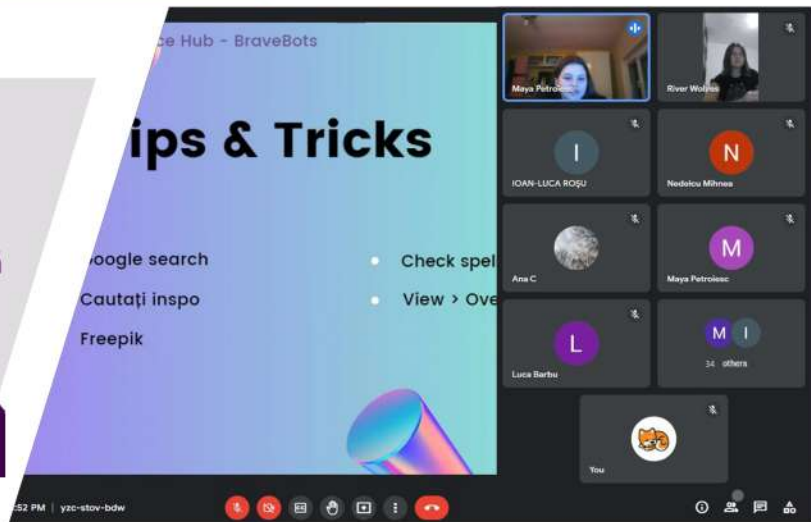 ce Hub - BraveBots
ips & Tricks
oogle search
Cautați inspo
Freepik
Check spel
View > Ove
Maya Petroiesc
River Wolires
I
IOAN-LUCA ROȘU
N
Nedelcu Mihnea
Ana C
M
Maya Petroiesc
L
Luca Barbu
M I
34 others
You
:52 PM | yzc-stov-bdw